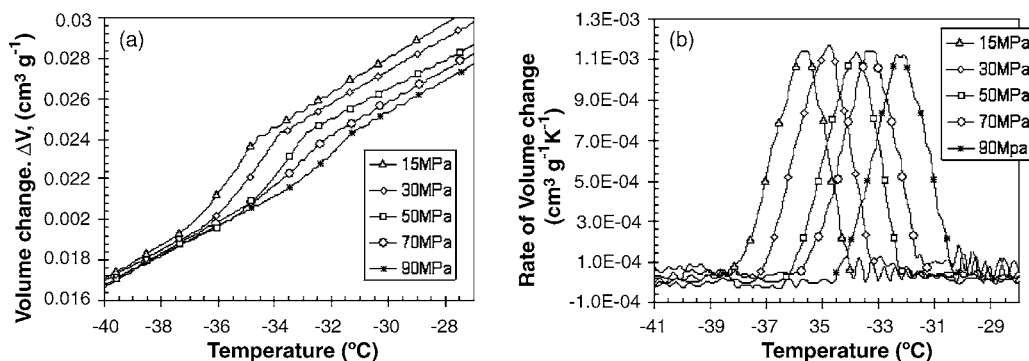 (a)
Volume change. ΔV, (cm³ g⁻¹)
0.03
0.028
0.026
0.024
0.022
0.002
0.018
0.016
-40 -38 -36 -34 -32 -30 -28
Temperature (ºC)
15MPa
30MPa
50MPa
70MPa
90MPa
(b)
Rate of Volume change
(cm³ g⁻¹K⁻¹)
1.3E-03
1.1E-03
9.0E-04
7.0E-04
5.0E-04
3.0E-04
1.0E-04
-1.0E-04
-41 -37 -35 -33 -31 -29
Temperature (ºC)
15MPa
30MPa
50MPa
70MPa
90Mpa